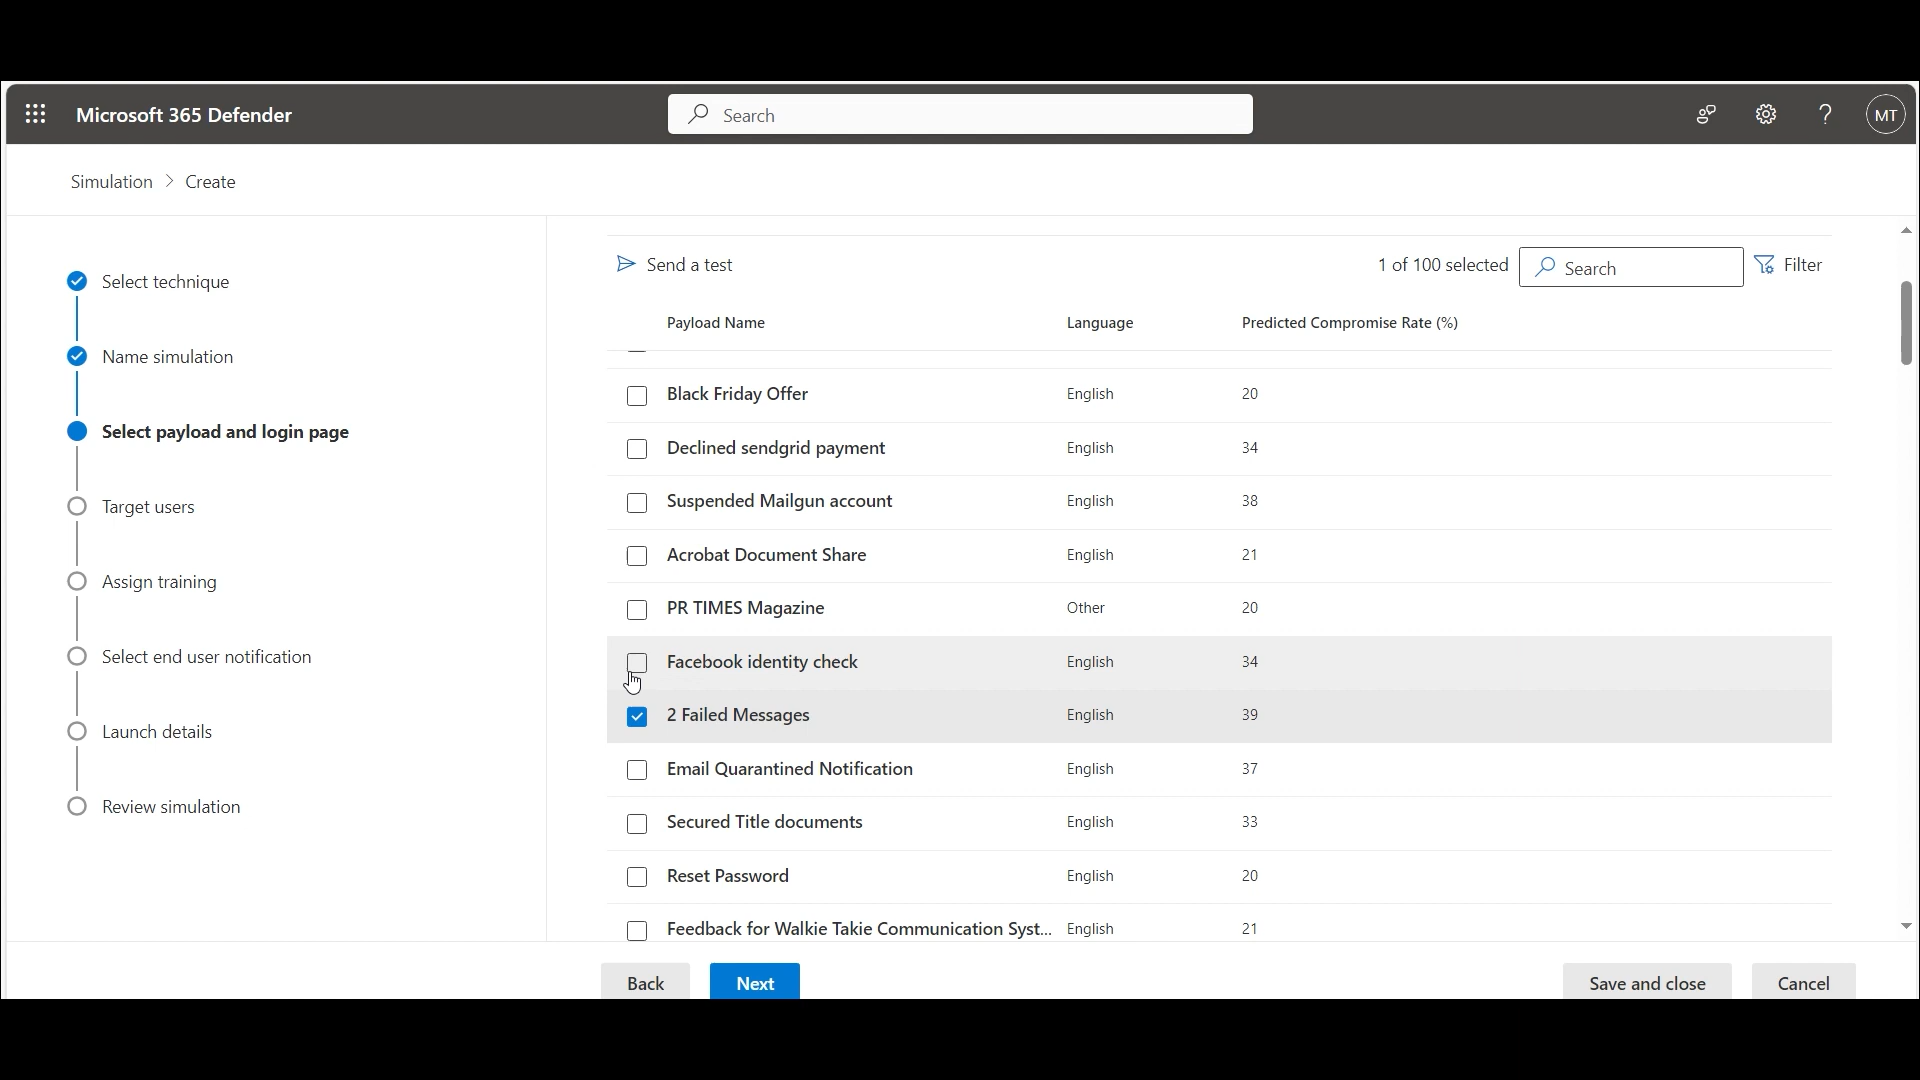 Microsoft 365 Defender
Search
MT
Simulation > Create
Select technique
Name simulation
Select payload and login page
Target users
Assign training
Select end user notification
Launch details
Review simulation
Send a test
1 of 100 selected
Search
Filter
Payload Name Language Predicted Compromise Rate (%)
Black Friday Offer English 20
Declined sendgrid payment English 34
Suspended Mailgun account English 38
Acrobat Document Share English 21
PR TIMES Magazine Other 20
Facebook identity check English 34
2 Failed Messages English 39
Email Quarantined Notification English 37
Secured Title documents English 33
Reset Password English 20
Feedback for Walkie Takie Communication Syst... English 21
Back
Next
Save and close
Cancel